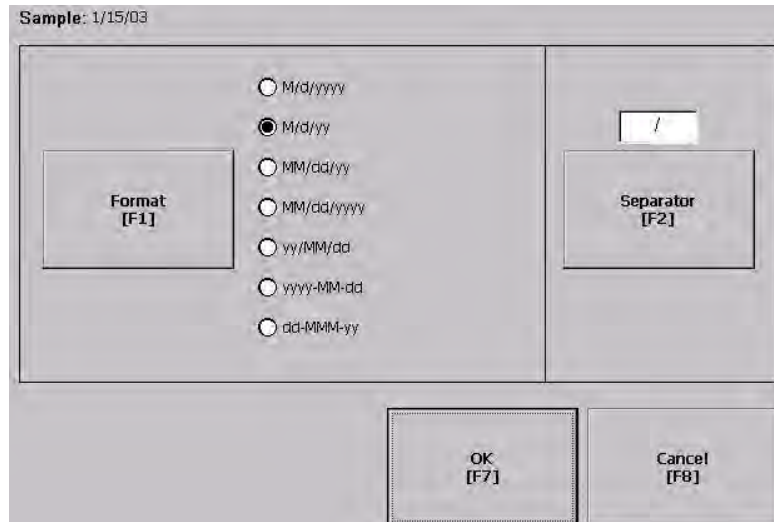 Sample: 1/15/03
M/d/yyyy
M/d/yy
MM/dd/yy
MM/dd/yyyy
yy/MM/dd
yyyy-MM-dd
dd-MMM-yy
Format
[F1]
/
Separator
[F2]
OK
[F7]
Cancel
[F8]